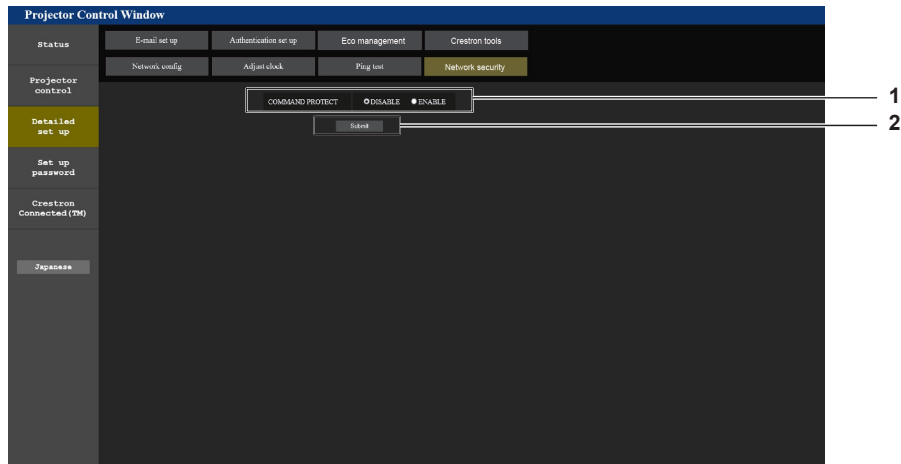 Projector Control Window
Status
Projector
control
Detailed
set up
Set up
password
Crestron
Connected(TM)
Japanese
E-mail set up
Authentication set up
Eco management
Crestron tools
Network config
Adjust clock
Ping test
Network security
COMMAND PROTECT DISABLE ENABLE
Submit
1
2